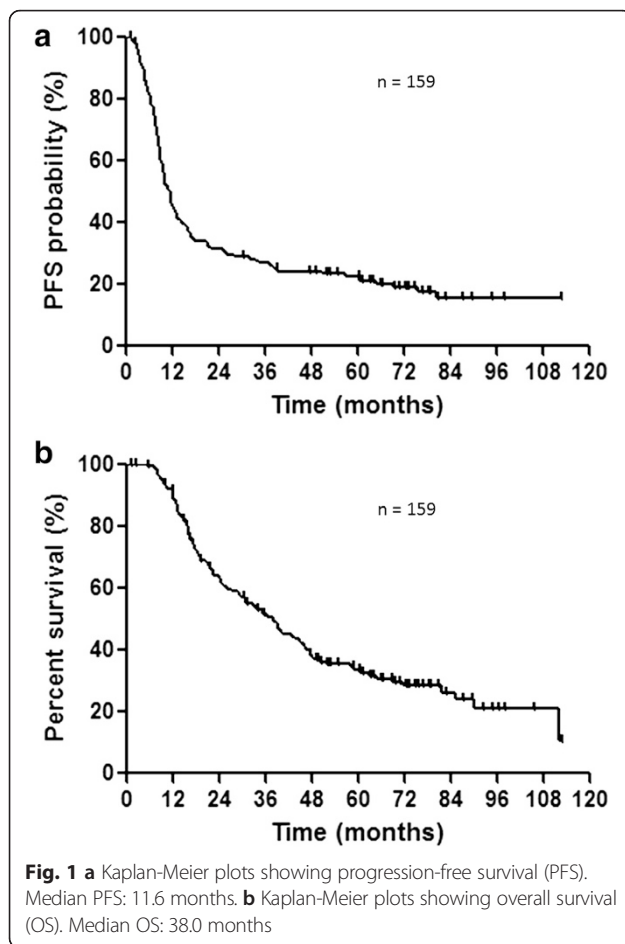 a
PFS probability (%)
100
80
60
40
20
0
n = 159
0 12 24 36 48 60 72 84 96 108 120
Time (months)
b
Percent survival (%)
100
80
60
40
20
0
n = 159
0 12 24 36 48 60 72 84 96 108 120
Time (months)
Fig. 1 a Kaplan-Meier plots showing progression-free survival (PFS).
Median PFS: 11.6 months. b Kaplan-Meier plots showing overall survival
(OS). Median OS: 38.0 months